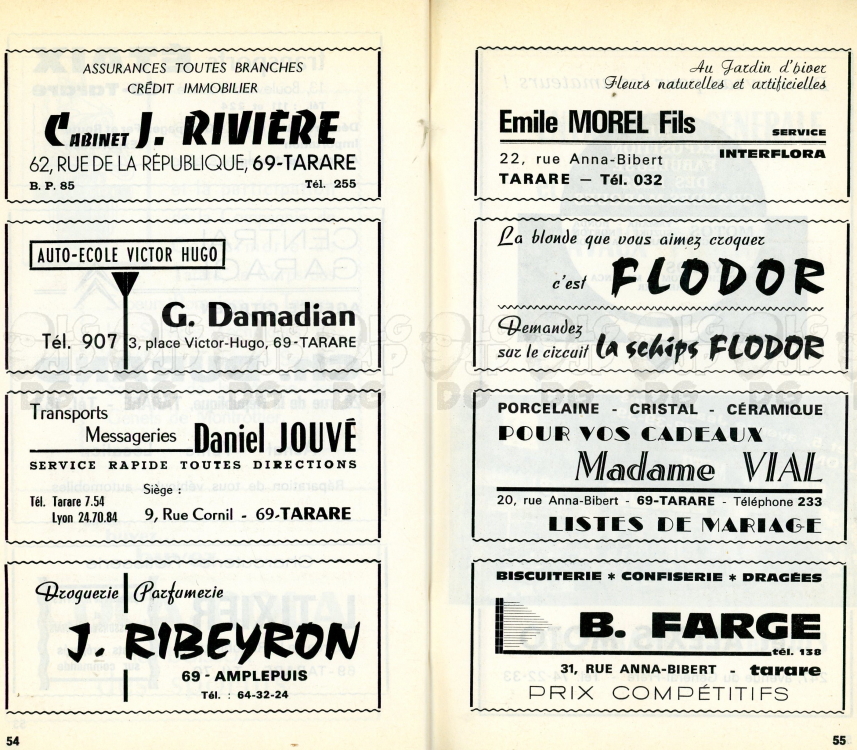 ASSURANCES TOUTES BRANCHES
CRÉDIT IMMOBILIER
CABINET J. RIVIÈRE
62, RUE DE LA RÉPUBLIQUE, 69-TARARE
B. P. 85 Tél. 255
AUTO-ECOLE VICTOR HUGO
G. Damadian
Tél. 907 3, place Victor-Hugo, 69-TARARE
Transports
Messageries Daniel JOUVE
SERVICE RAPIDE TOUTES DIRECTIONS
Siège :
Tél. Tarare 7.54
Lyon 24.70.84 9, Rue Cornil - 69-TARARE
Droguerie Parfumerie
J. RIBEYRON
69 - AMPLEPUIS
Tél. : 64-32-24
54
Au Jardin d'hiver
Fleurs naturelles et artificielles
Emile MOREL Fils SERVICE
INTERFLORA
22, rue Anna-Bibert
TARARE — Tél. 032
La blonde que vous aimez croquer
c'est FLODOR
Demandez
sur le circuit la schips FLODOR
PORCELAINE - CRISTAL - CÉRAMIQUE
POUR VOS CADEAUX
Madame VIAL
20, rue Anna-Bibert - 69-TARARE - Téléphone 233
LISTES DE MARIAGE
BISCUITERIE * CONFISERIE * DRAGÉES
B. FARGE
tél. 138
31, RUE ANNA-BIBERT - tarare
PRIX COMPÉTITIFS
55